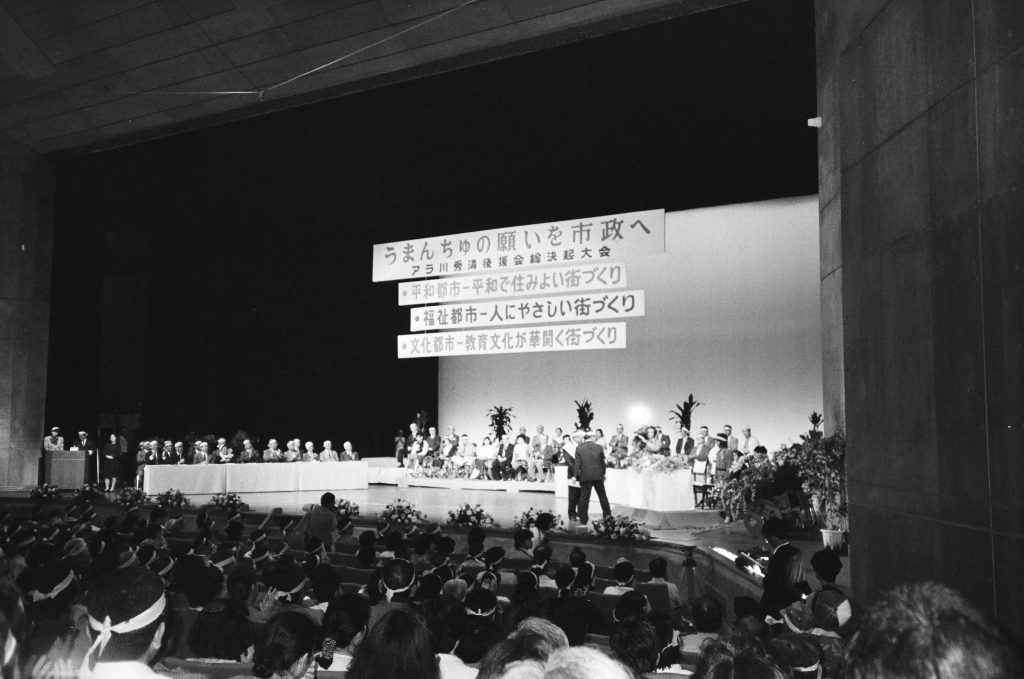 うまんちゅの願いを市政へ
アラ川秀清後援会総決起大会
・平和都市－平和で住みよい街づくり
・福祉都市－人にやさしい街づくり
・文化都市－教育文化が華開く街づくり